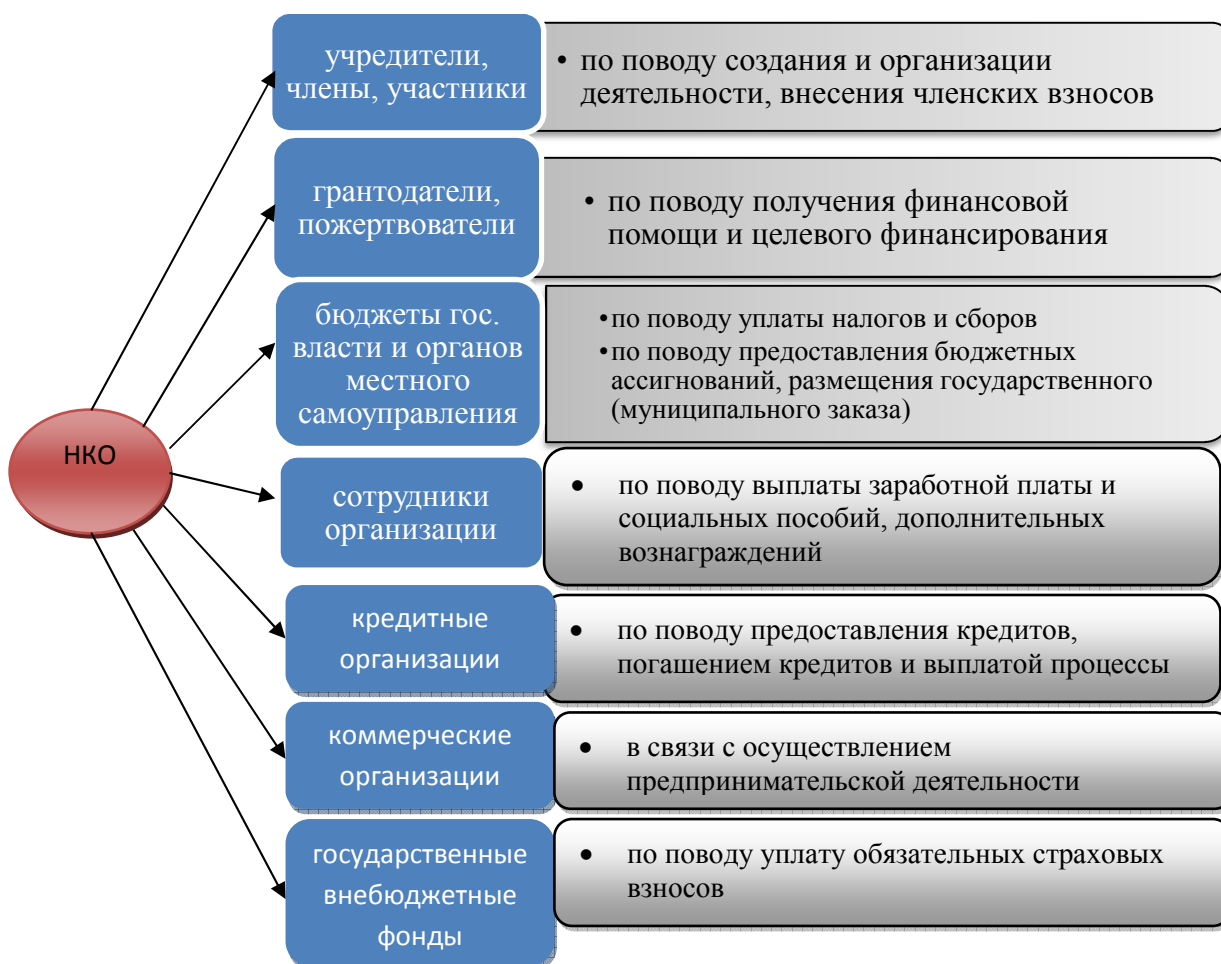 НКО
учредители,
члены, участники
• по поводу создания и организации
деятельности, внесения членских взносов
грантодатели,
пожертвователи
• по поводу получения финансовой
помощи и целевого финансирования
бюджеты гос.
власти и органов
местного
самоуправления
•по поводу уплаты налогов и сборов
•по поводу предоставления бюджетных
ассигнований, размещения государственного
(муниципального заказа)
сотрудники
организации
• по поводу выплаты заработной платы и
социальных пособий, дополнительных
вознаграждений
кредитные
организации
• по поводу предоставления кредитов,
погашением кредитов и выплатой процессы
коммерческие
организации
• в связи с осуществлением
предпринимательской деятельности
государственные
внебюджетные
фонды
• по поводу уплату обязательных страховых
взносов